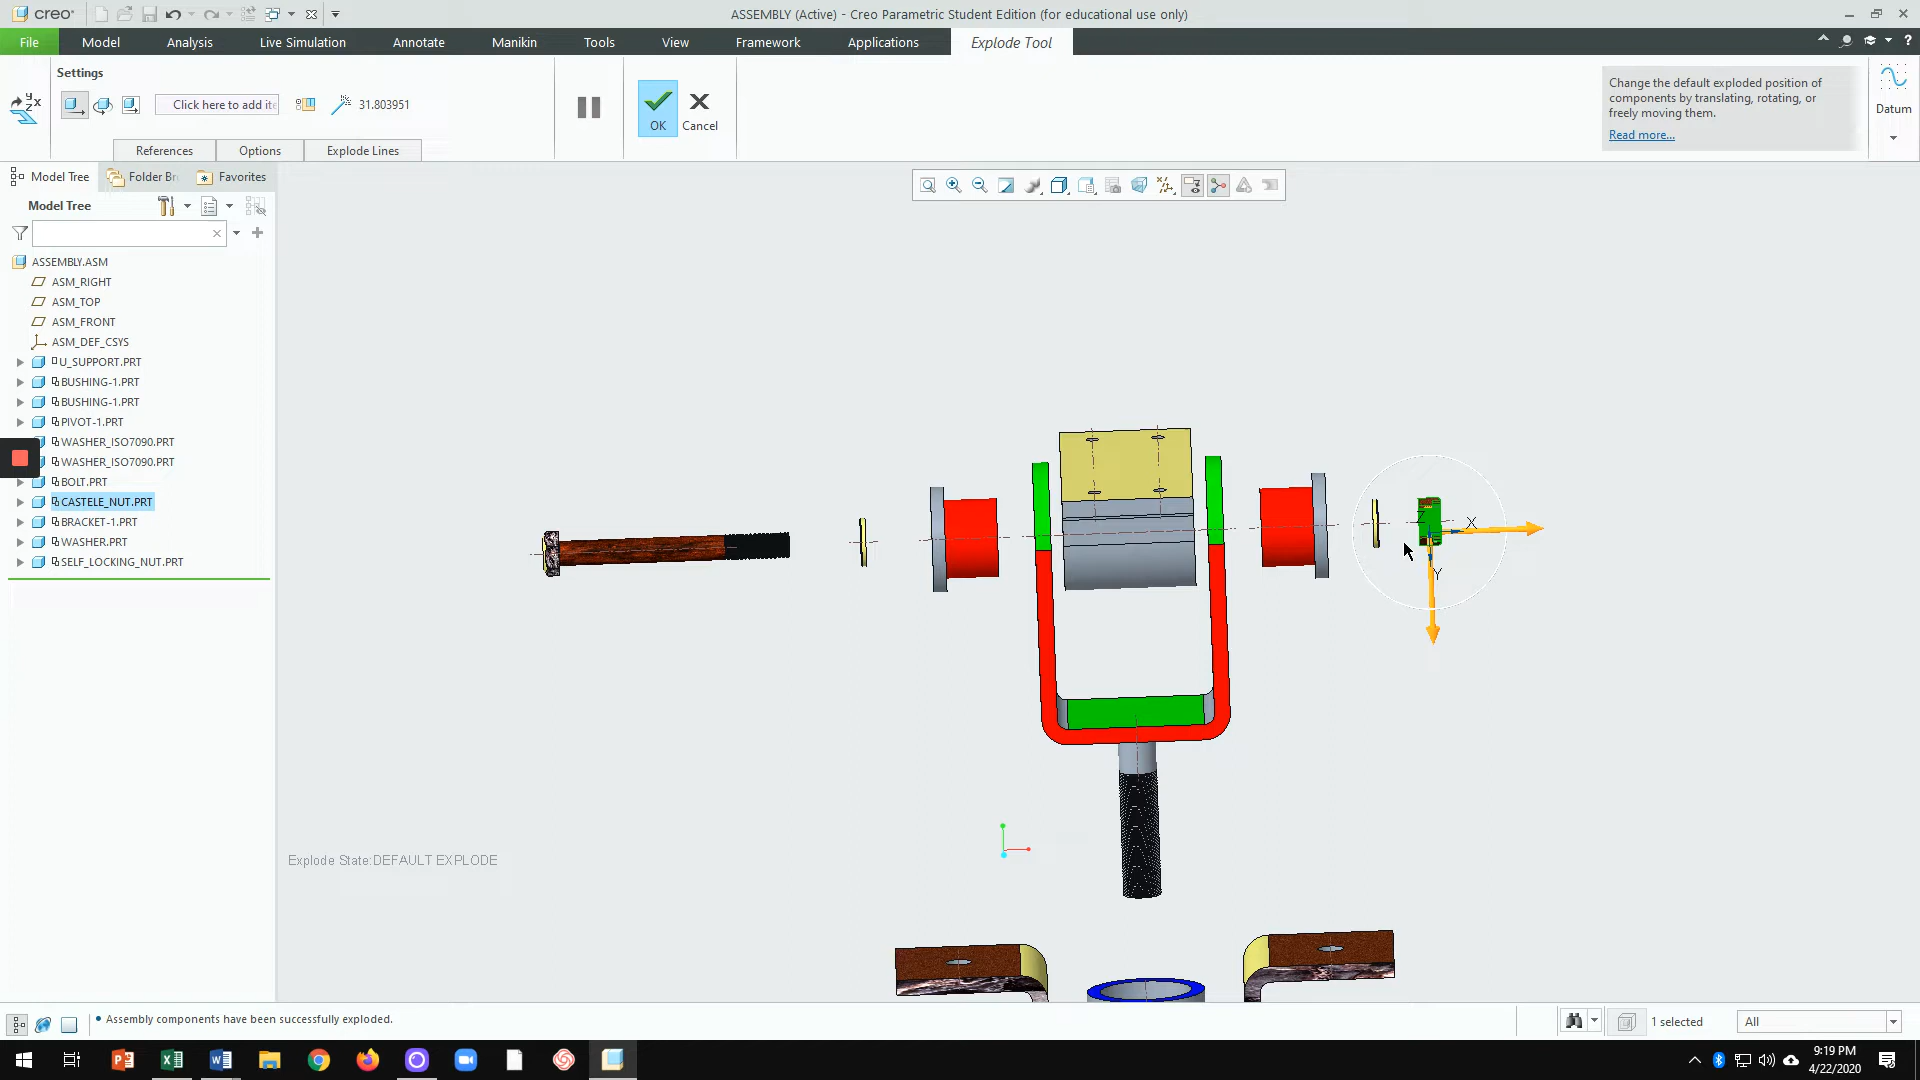 creo
ASSEMBLY (Active) - Creo Parametric Student Edition (for educational use only)
File
Model
Analysis
Live Simulation
Annotate
Manikin
Tools
View
Framework
Applications
Explode Tool
Settings
Click here to add ite
31.803951
OK
Cancel
Change the default exploded position of
components by translating, rotating, or
freely moving them.
Read more...
Datum
References
Options
Explode Lines
Model Tree
Folder Br
Favorites
Model Tree
ASSEMBLY.ASM
ASM_RIGHT
ASM_TOP
ASM_FRONT
ASM_DEF_CSYS
U_SUPPORT.PRT
BUSHING-1.PRT
BUSHING-1.PRT
PIVOT-1.PRT
WASHER_ISO7090.PRT
WASHER_ISO7090.PRT
BOLT.PRT
CASTELE_NUT.PRT
BRACKET-1.PRT
WASHER.PRT
SELF_LOCKING_NUT.PRT
Z
X
Y
Explode State:DEFAULT EXPLODE
Assembly components have been successfully exploded.
1 selected
All
9:19 PM
4/22/2020